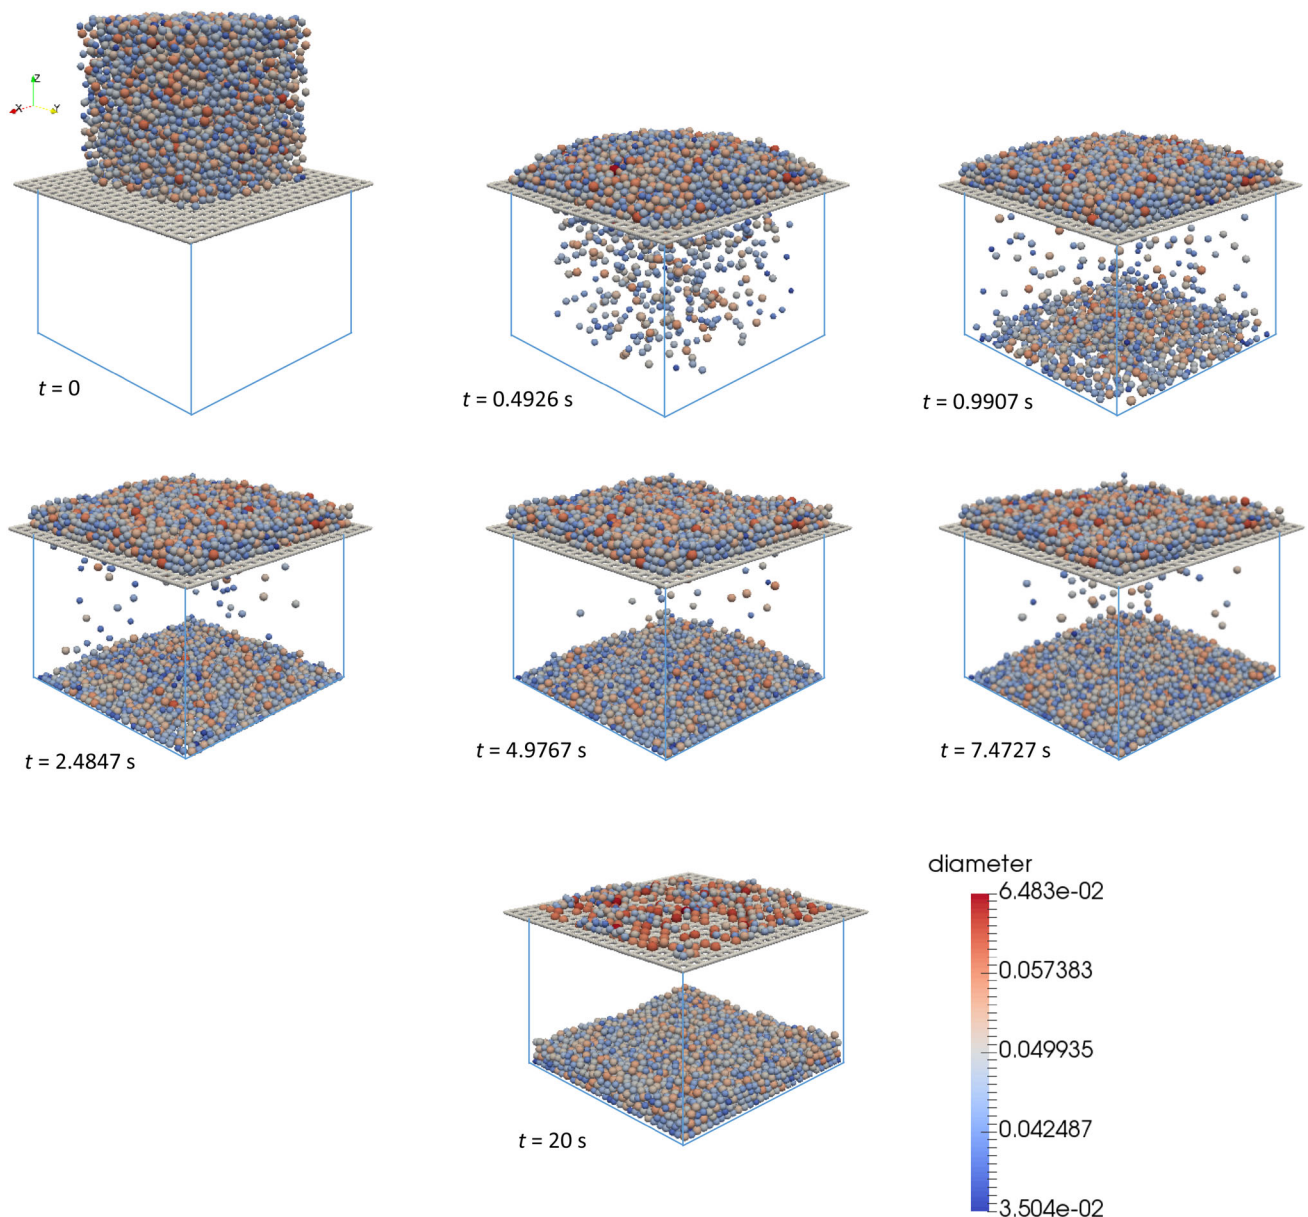 Z
X
Y
t = 0
t = 0.4926 s
t = 0.9907 s
t = 2.4847 s
t = 4.9767 s
t = 7.4727 s
t = 20 s
diameter
6.483e-02
0.057383
0.049935
0.042487
3.504e-02